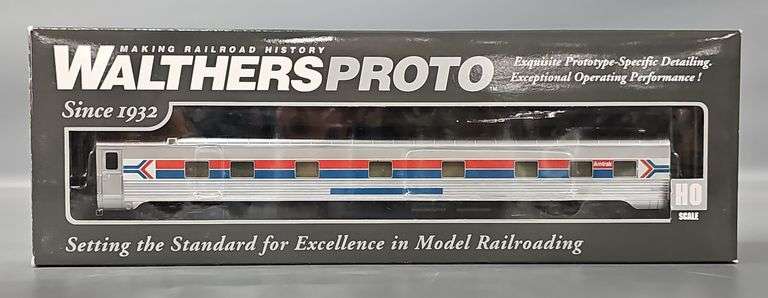 MAKING RAILROAD HISTORY
WALTHERSPROTO™
Exquisite Prototype-Specific Detailing.
Exceptional Operating Performance!
Since 1932
Amtrak
HO
SCALE
Setting the Standard for Excellence in Model Railroading